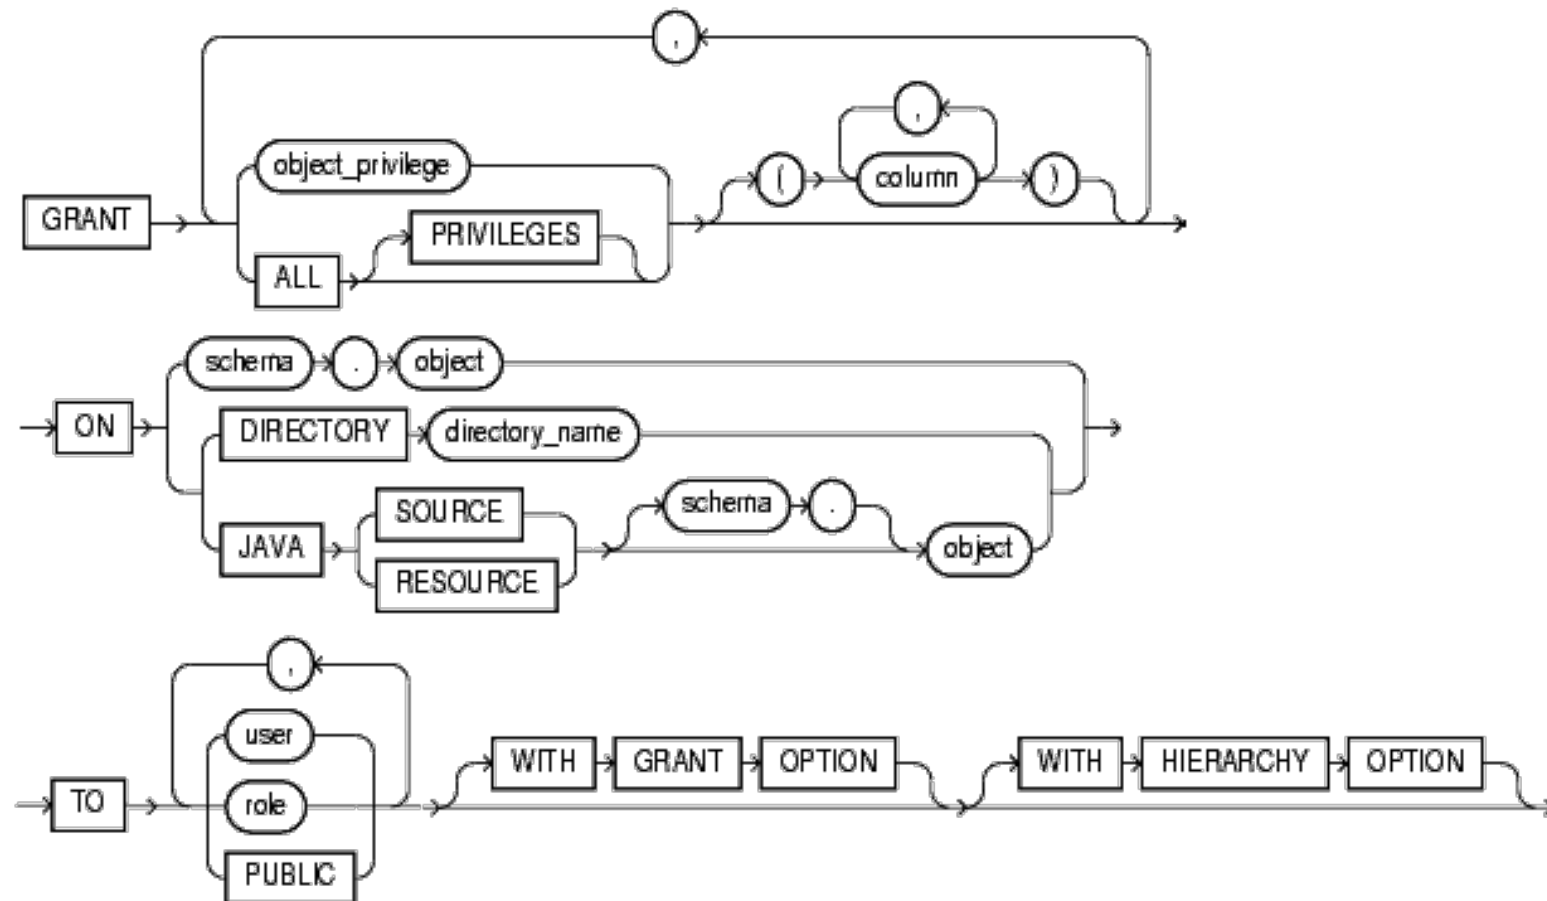 ,
,
object_privilege ( column )
GRANT PRIVILEGES
ALL
schema . object
ON DIRECTORY directory_name
SOURCE schema .
JAVA object
RESOURCE
,
user WITH GRANT OPTION WITH HIERARCHY OPTION
TO role
PUBLIC